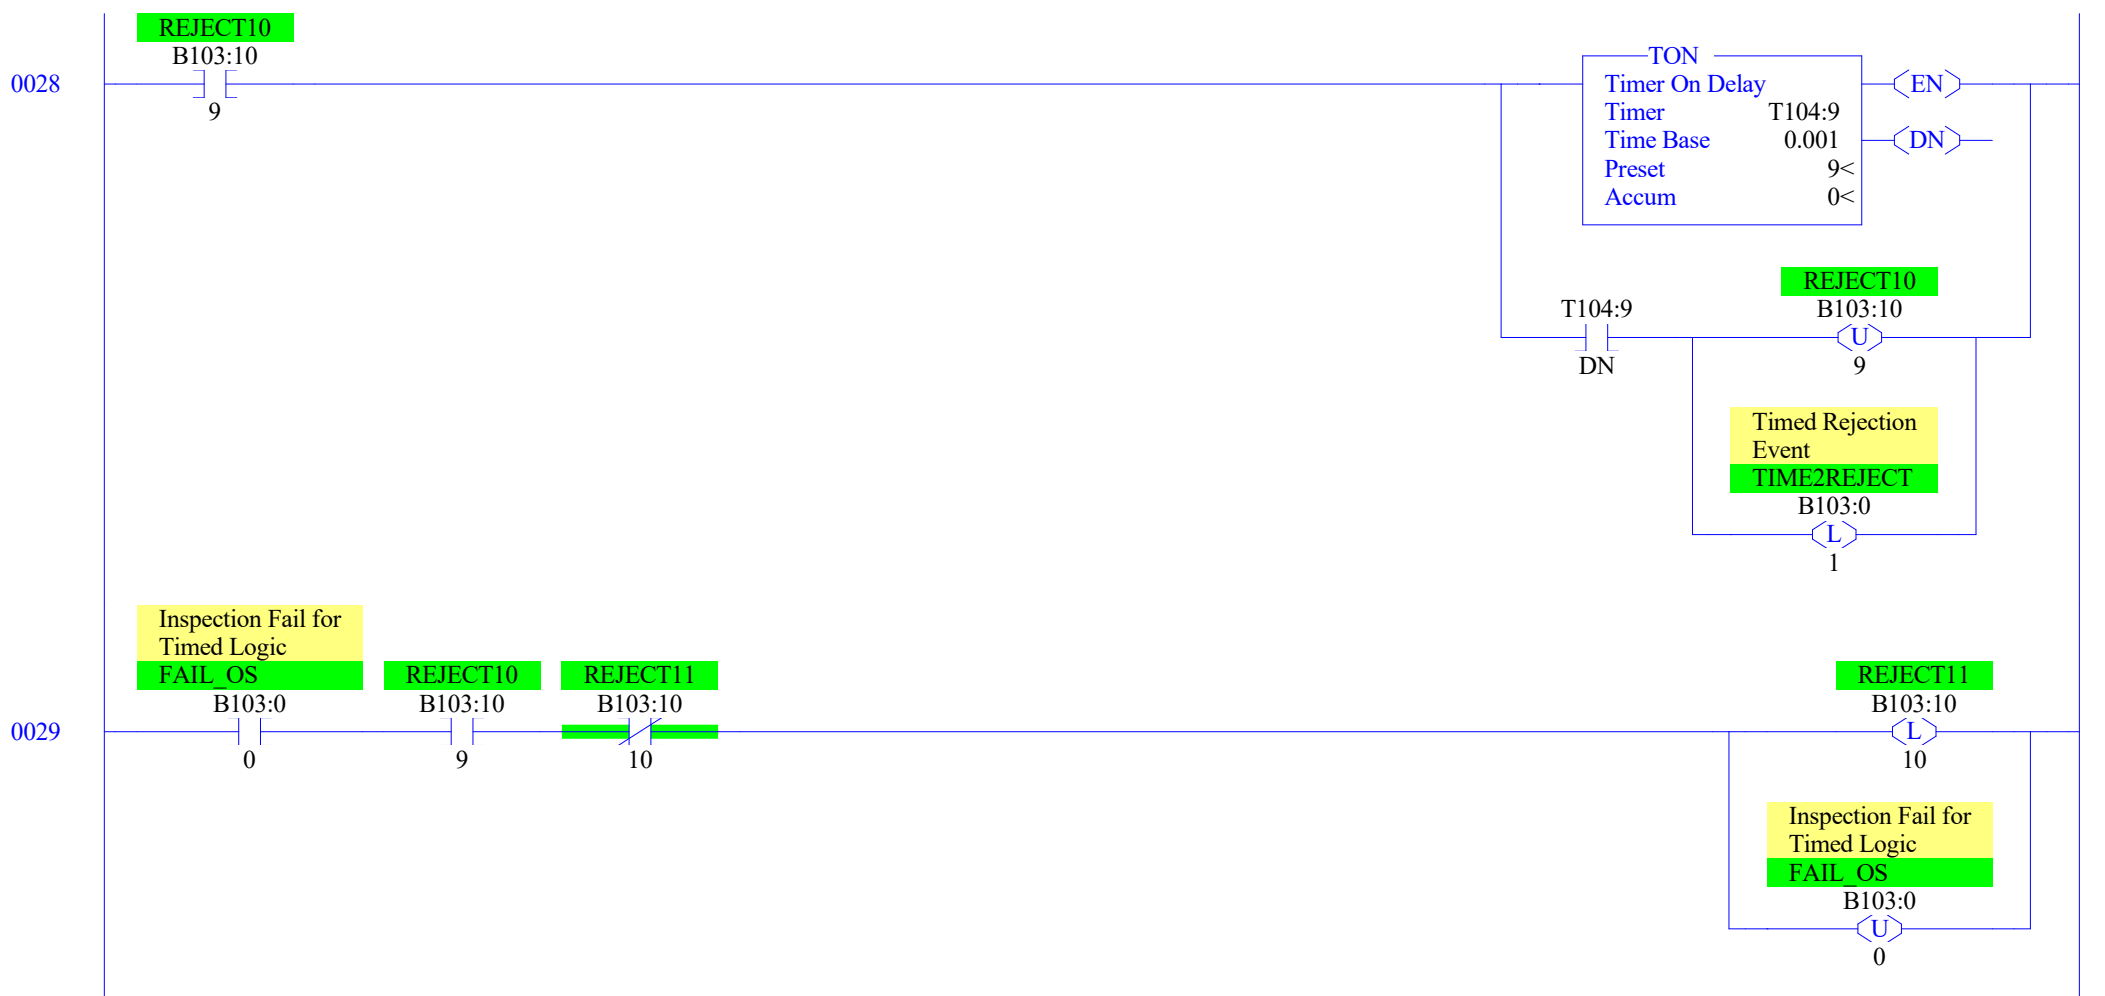 REJECT10
B103:10
0028
9
TON
Timer On Delay
Timer T104:9
Time Base 0.001
Preset 9<
Accum 0<
EN
DN
T104:9
DN
REJECT10
B103:10
U
9
Timed Rejection
Event
TIME2REJECT
B103:0
L
1
Inspection Fail for
Timed Logic
FAIL_OS
B103:0
0
REJECT10
B103:10
9
REJECT11
B103:10
10
0029
REJECT11
B103:10
L
10
Inspection Fail for
Timed Logic
FAIL_OS
B103:0
U
0